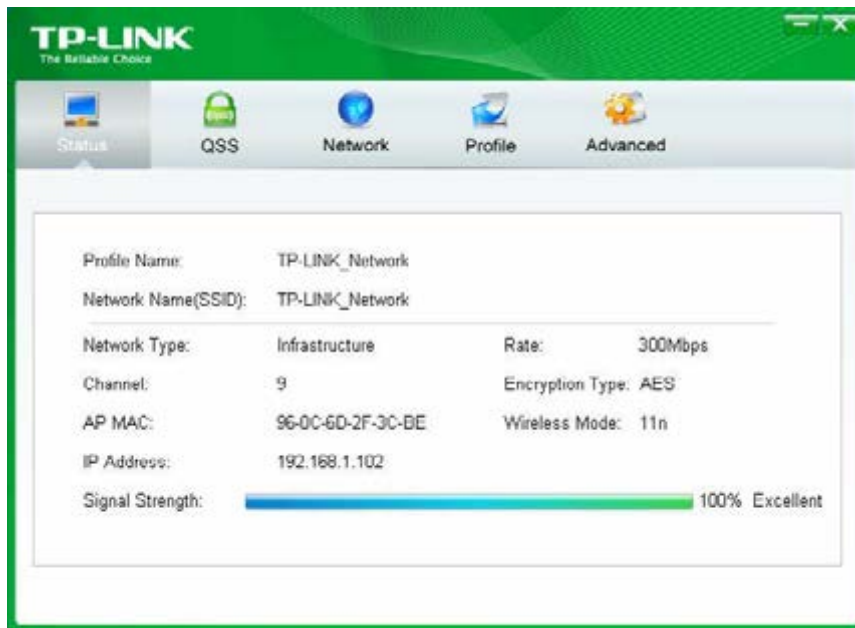 TP-LINK
The Reliable Choice
Status QSS Network Profile Advanced
Profile Name: TP-LINK_Network
Network Name(SSID): TP-LINK_Network
Network Type: Infrastructure Rate: 300Mbps
Channel: 9 Encryption Type: AES
AP MAC: 96-0C-6D-2F-3C-BE Wireless Mode: 11n
IP Address: 192.168.1.102
Signal Strength: 100% Excellent